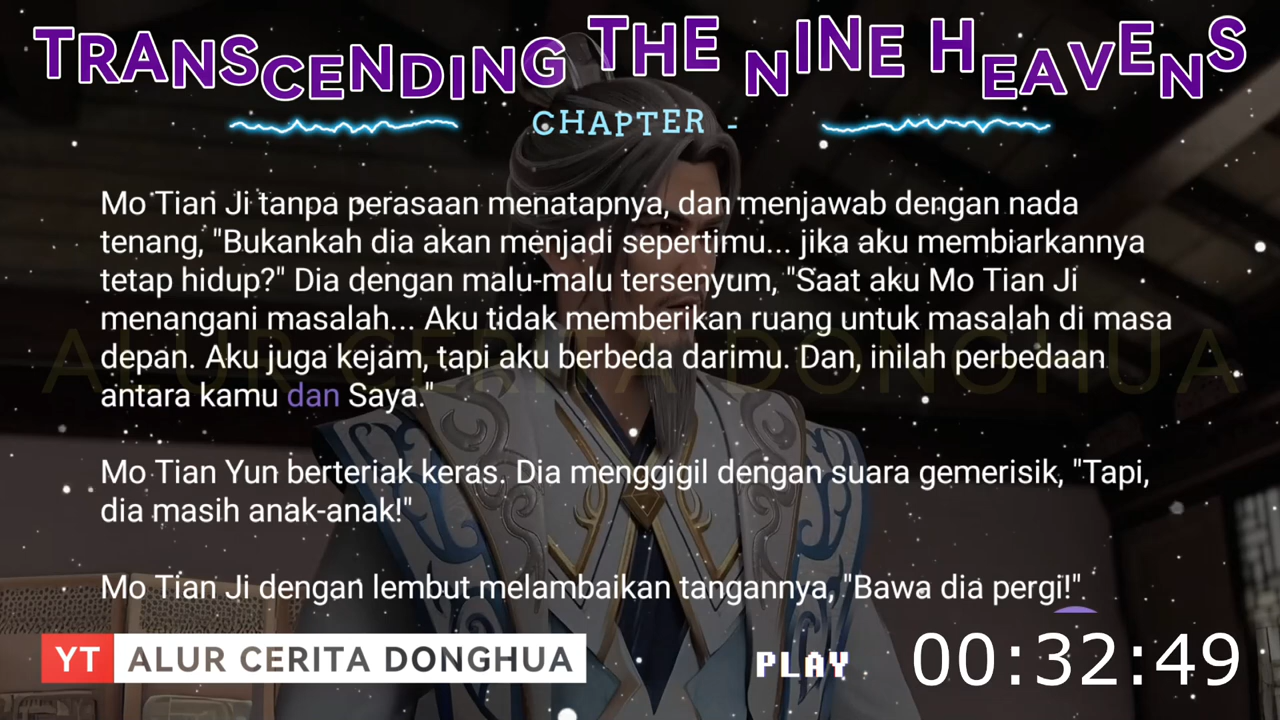 TRANSCENDING THE NINE HEAVENS
CHAPTER -
Mo Tian Ji tanpa perasaan menatapnya, dan menjawab dengan nada
tenang, "Bukankah dia akan menjadi sepertimu... jika aku membiarkannya
tetap hidup?" Dia dengan malu-malu tersenyum, "Saat aku Mo Tian Ji
menangani masalah... Aku tidak memberikan ruang untuk masalah di masa
depan. Aku juga kejam, tapi aku berbeda darimu. Dan, inilah perbedaan
antara kamu dan Saya."
ALUR CERITA DONGHUA
Mo Tian Yun berteriak keras. Dia menggigil dengan suara gemerisik, "Tapi,
dia masih anak-anak!"
Mo Tian Ji dengan lembut melambaikan tangannya, "Bawa dia pergi!".
YT ALUR CERITA DONGHUA
PLAY 00:32:49